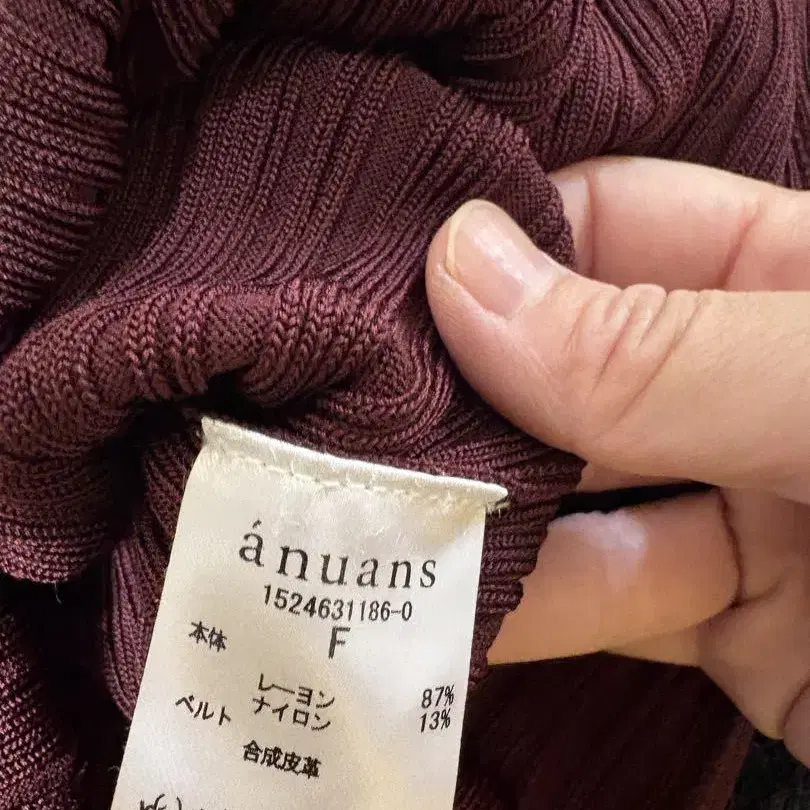 ánuans
1524631186-0
F
本体
レーヨン 87%
ナイロン 13%
ベルト
合成皮革